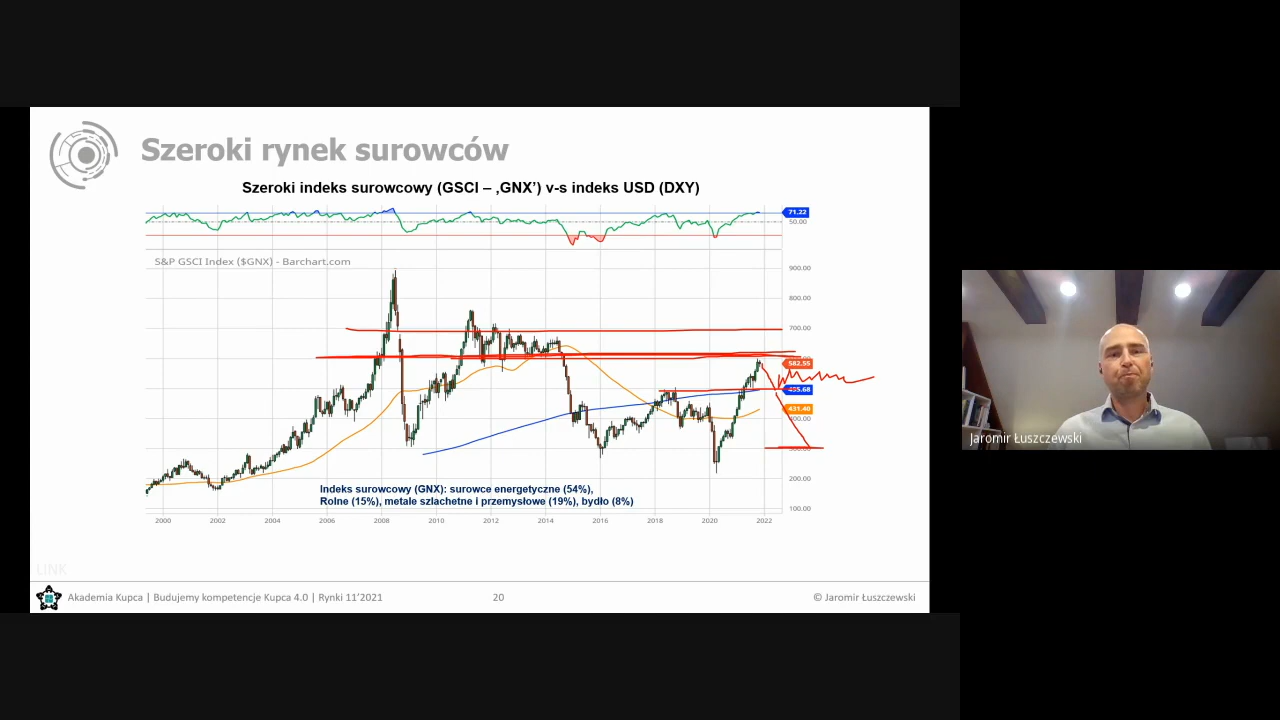 Szeroki rynek surowców
Szeroki indeks surowcowy (GSCI – ‚GNX’) v-s indeks USD (DXY)
71.22
50.00
S&P GSCI Index ($GNX) - Barchart.com
900.00
800.00
700.00
582.55
400.00
431.40
200.00
100.00
Indeks surowcowy (GNX): surowce energetyczne (54%),
Rolne (15%), metale szlachetne i przemysłowe (19%), bydło (8%)
2000 2002 2004 2006 2008 2010 2012 2014 2016 2018 2020 2022
LINK
Akademia Kupca | Budujemy kompetencje Kupca 4.0 | Rynki 11’2021 20 © Jaromir Łuszczewski
Jaromir Łuszczewski